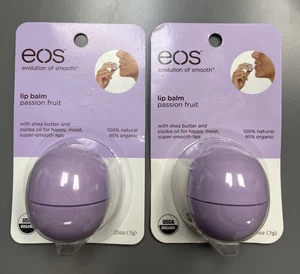 eos
evolution of smooth
lip balm
passion fruit
with shea butter and
jojoba oil for happy, moist,
super-smooth lips
100% natural
95% organic
USDA
ORGANIC
.25oz (7g)
eos
evolution of smooth
lip balm
passion fruit
with shea butter and
jojoba oil for happy, moist,
super-smooth lips
100% natural
95% organic
USDA
ORGANIC
oz (7g)